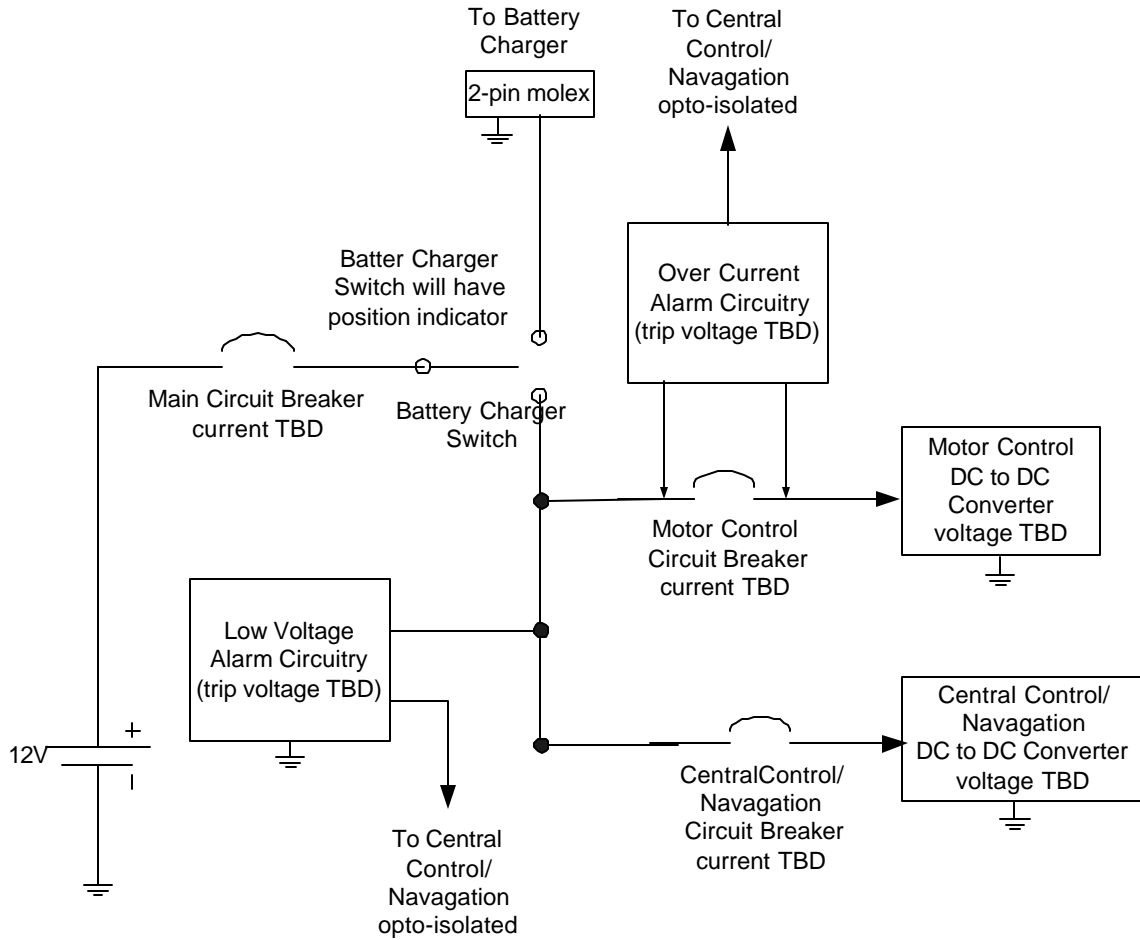 To Battery
Charger
2-pin molex
To Central
Control/
Navagation
opto-isolated
Batter Charger
Switch will have
position indicator
Over Current
Alarm Circuitry
(trip voltage TBD)
Main Circuit Breaker
current TBD
Battery Charger
Switch
Motor Control
DC to DC
Converter
voltage TBD
Motor Control
Circuit Breaker
current TBD
Low Voltage
Alarm Circuitry
(trip voltage TBD)
Central Control/
Navagation
DC to DC Converter
voltage TBD
12V
+
CentralControl/
Navagation
Circuit Breaker
current TBD
To Central
Control/
Navagation
opto-isolated